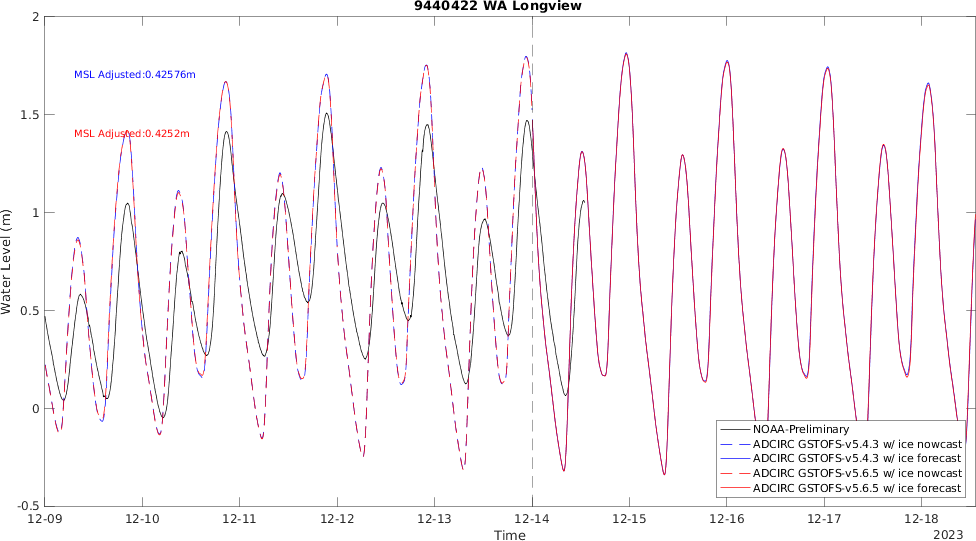 9440422 WA Longview
2
1.5
1
0.5
0
-0.5
Water Level (m)
MSL Adjusted:0.42576m
MSL Adjusted:0.4252m
NOAA-Preliminary
ADCIRC GSTOFS-v5.4.3 w/ ice nowcast
ADCIRC GSTOFS-v5.4.3 w/ ice forecast
ADCIRC GSTOFS-v5.6.5 w/ ice nowcast
ADCIRC GSTOFS-v5.6.5 w/ ice forecast
12-09 12-10 12-11 12-12 12-13 12-14 12-15 12-16 12-17 12-18
Time
2023